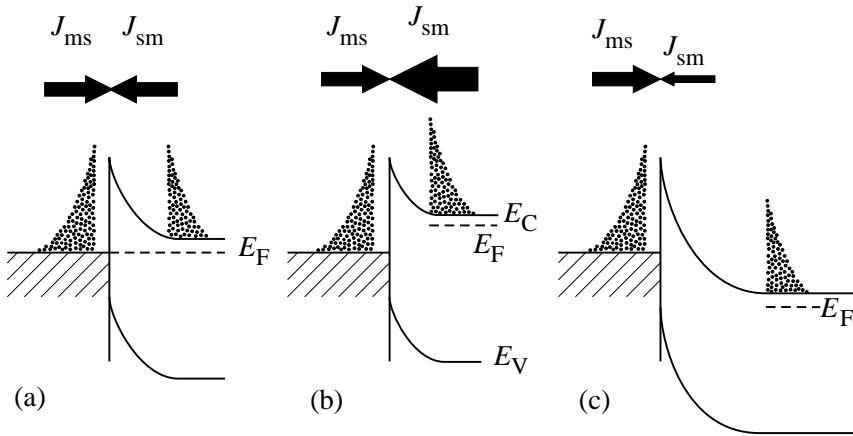 J_ms J_sm
E_F
(a)
J_ms J_sm
E_C
E_F
E_V
(b)
J_ms J_sm
E_F
(c)